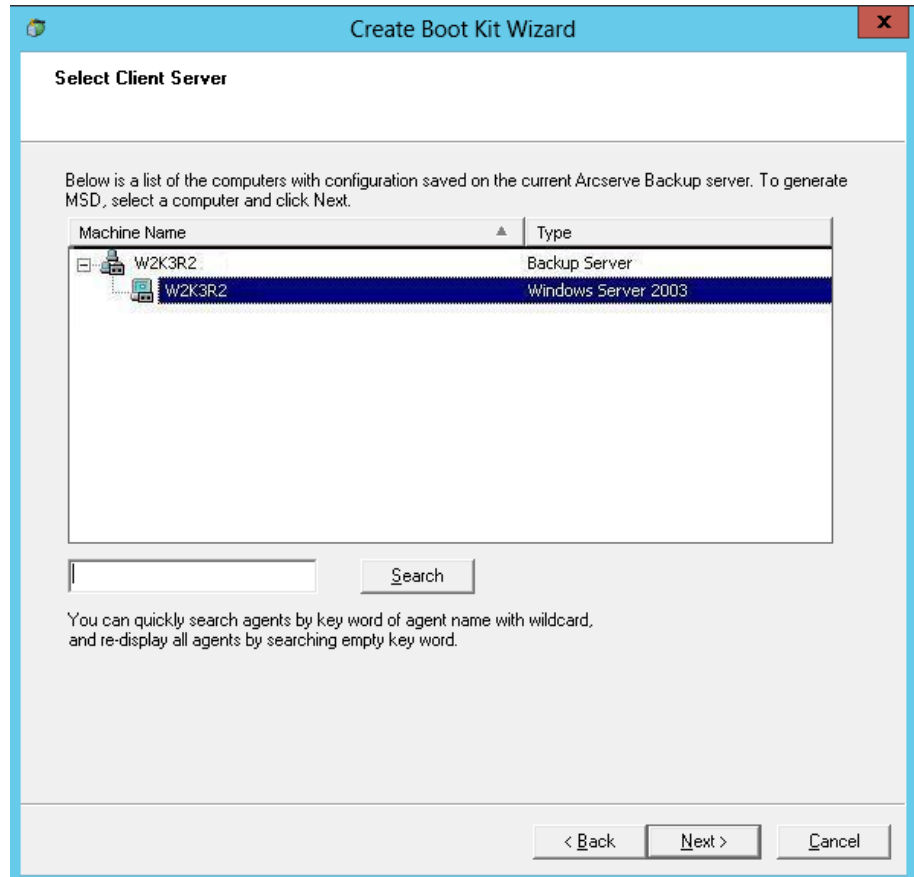 Create Boot Kit Wizard
x
Select Client Server
Below is a list of the computers with configuration saved on the current Arcserve Backup server. To generate
MSD, select a computer and click Next.
Machine Name Type
W2K3R2 Backup Server
W2K3R2 Windows Server 2003
Search
You can quickly search agents by key word of agent name with wildcard,
and re-display all agents by searching empty key word.
< Back Next > Cancel